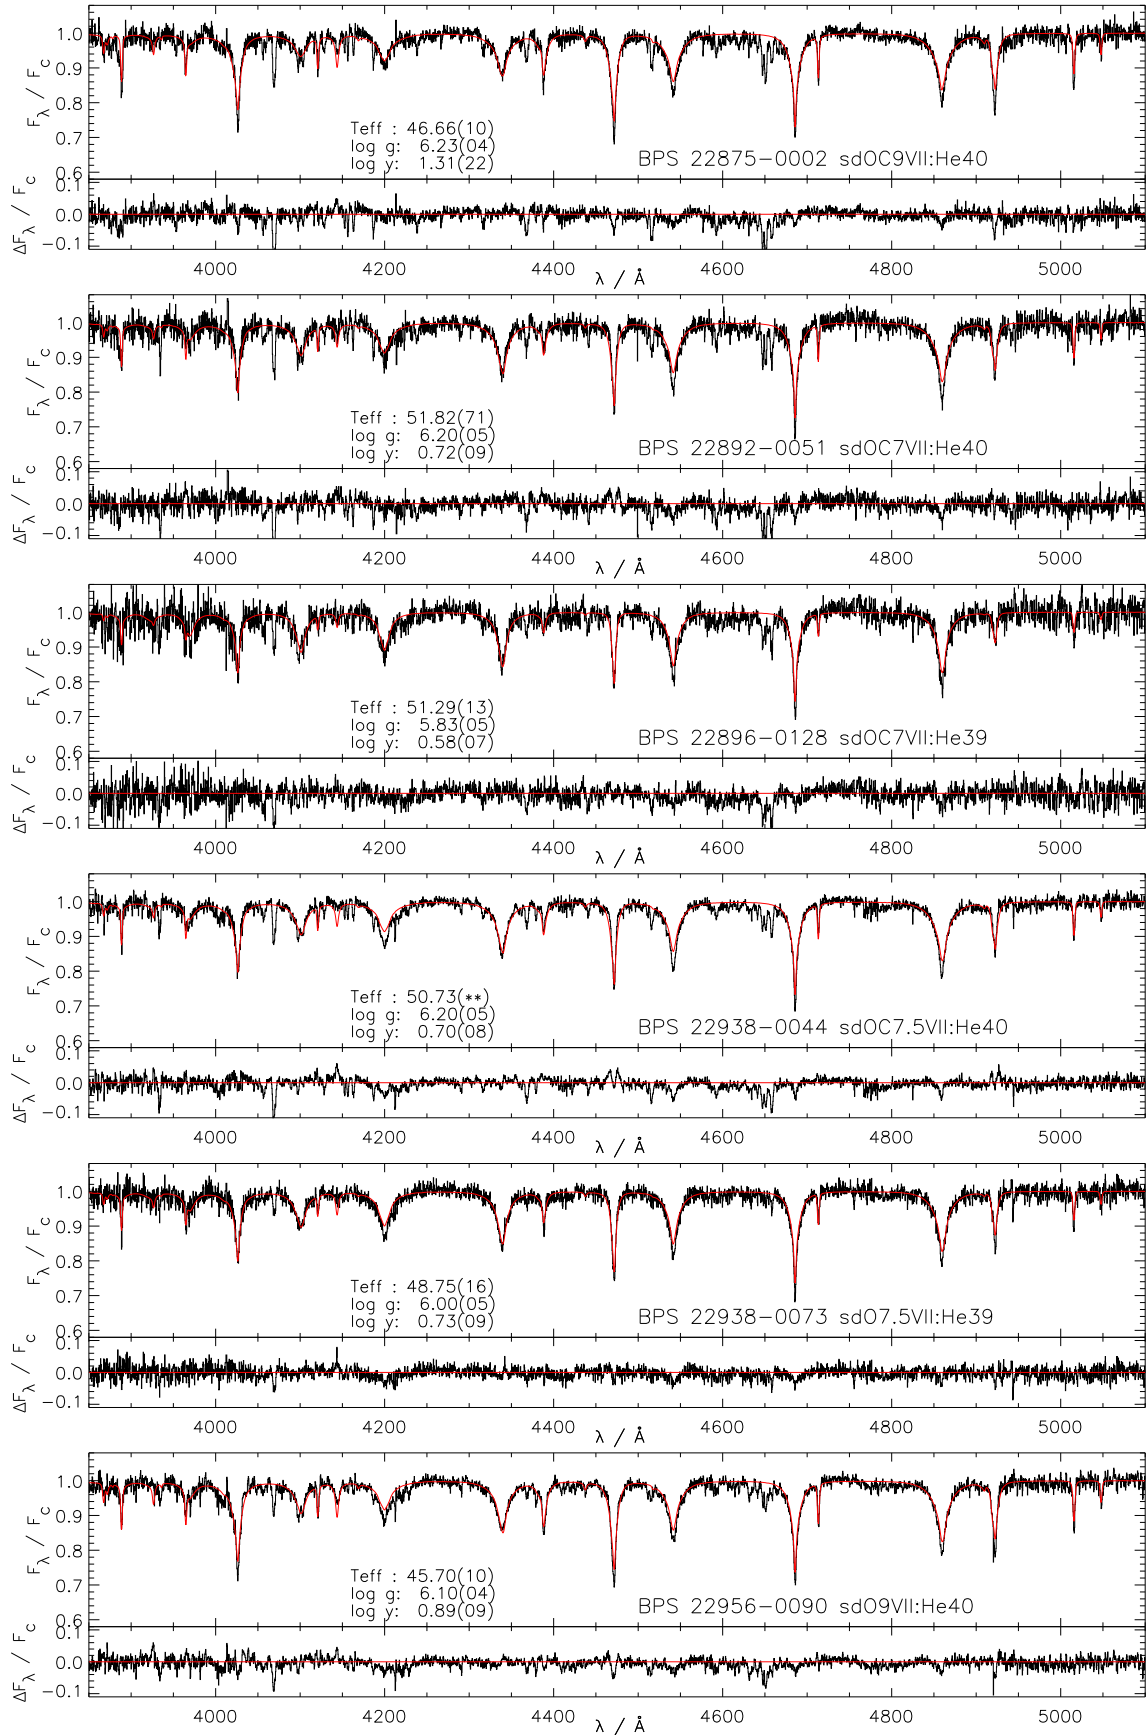 1.0
0.9
0.8
0.7
0.6
F_λ / F_c
Teff : 46.66(10)
log g: 6.23(04)
log y: 1.31(22)
BPS 22875-0002 sdOC9VII:He40
0.1
0.0
-0.1
ΔF_λ / F_c
4000 4200 4400 4600 4800 5000
λ / Å
1.0
0.9
0.8
0.7
0.6
F_λ / F_c
Teff : 51.82(71)
log g: 6.20(05)
log y: 0.72(09)
BPS 22892-0051 sdOC7VII:He40
0.1
0.0
-0.1
ΔF_λ / F_c
4000 4200 4400 4600 4800 5000
λ / Å
1.0
0.9
0.8
0.7
0.6
F_λ / F_c
Teff : 51.29(13)
log g: 5.83(05)
log y: 0.58(07)
BPS 22896-0128 sdOC7VII:He39
0.1
0.0
-0.1
ΔF_λ / F_c
4000 4200 4400 4600 4800 5000
λ / Å
1.0
0.9
0.8
0.7
0.6
F_λ / F_c
Teff : 50.73(**)
log g: 6.20(05)
log y: 0.70(08)
BPS 22938-0044 sdOC7.5VII:He40
0.1
0.0
-0.1
ΔF_λ / F_c
4000 4200 4400 4600 4800 5000
λ / Å
1.0
0.9
0.8
0.7
0.6
F_λ / F_c
Teff : 48.75(16)
log g: 6.00(05)
log y: 0.73(09)
BPS 22938-0073 sdO7.5VII:He39
0.1
0.0
-0.1
ΔF_λ / F_c
4000 4200 4400 4600 4800 5000
λ / Å
1.0
0.9
0.8
0.7
0.6
F_λ / F_c
Teff : 45.70(10)
log g: 6.10(04)
log y: 0.89(09)
BPS 22956-0090 sdO9VII:He40
0.1
0.0
-0.1
ΔF_λ / F_c
4000 4200 4400 4600 4800 5000
λ / Å